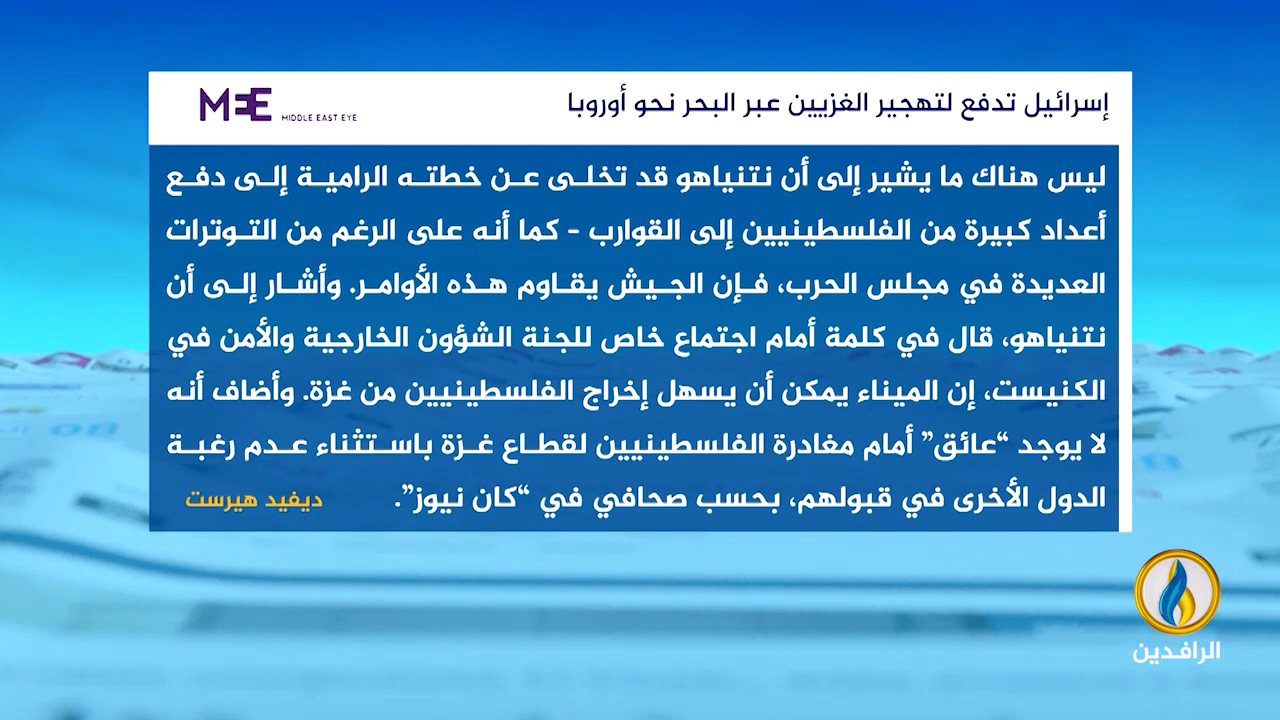 إسرائيل تدفع لتهجير الغزيين عبر البحر نحو أوروبا
MEE MIDDLE EAST EYE
ليس هناك ما يشير إلى أن نتنياهو قد تخلى عن خطته الرامية إلى دفع
أعداد كبيرة من الفلسطينيين إلى القوارب - كما أنه على الرغم من التوترات
العديدة في مجلس الحرب، فإن الجيش يقاوم هذه الأوامر. وأشار إلى أن
نتنياهو، قال في كلمة أمام اجتماع خاص للجنة الشؤون الخارجية والأمن في
الكنيست، إن الميناء يمكن أن يسهل إخراج الفلسطينيين من غزة. وأضاف أنه
لا يوجد “عائق” أمام مغادرة الفلسطينيين لقطاع غزة باستثناء عدم رغبة
الدول الأخرى في قبولهم، بحسب صحافي في “كان نيوز”.
ديفيد هيرست
الرافدين